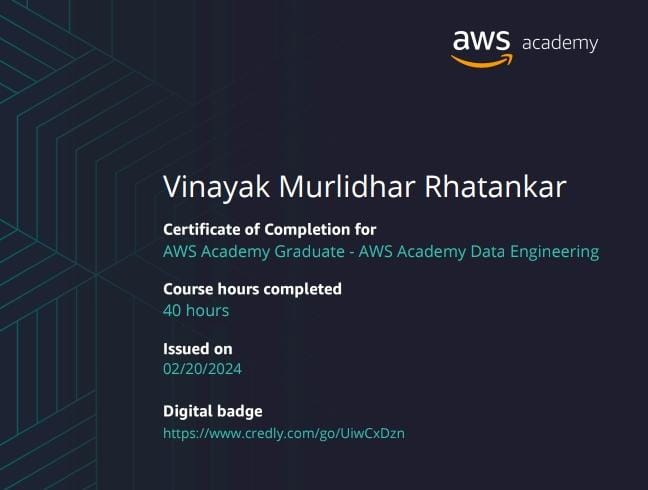 aws academy
Vinayak Murlidhar Rhatankar
Certificate of Completion for
AWS Academy Graduate - AWS Academy Data Engineering
Course hours completed
40 hours
Issued on
02/20/2024
Digital badge
https://www.credly.com/go/UiwCxDzn